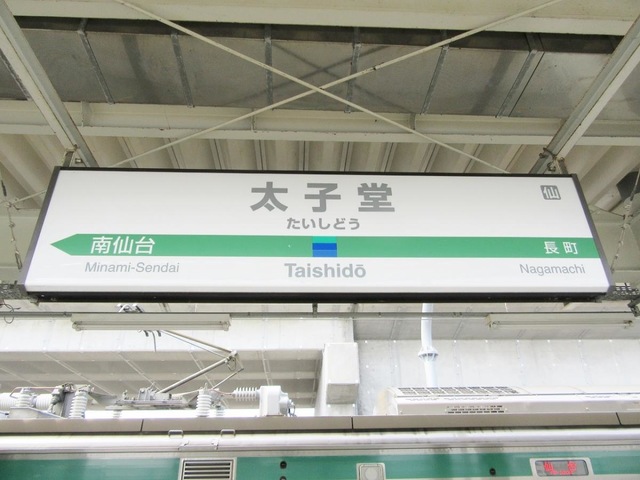 太子堂
仙
たいしどう
南仙台
長町
Minami-Sendai
Taishidō
Nagamachi